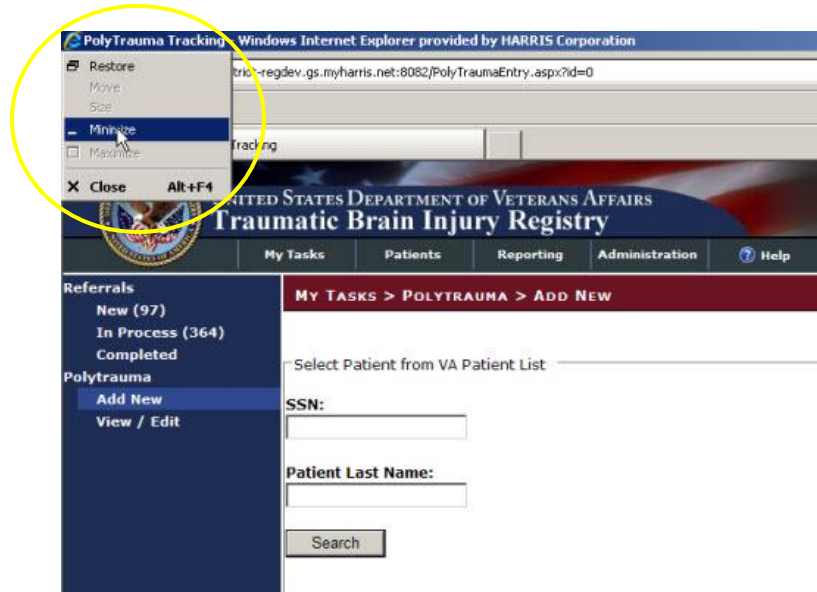 PolyTrauma Tracking - Windows Internet Explorer provided by HARRIS Corporation
Restore
trict-regdev.gs.myharris.net:8082/PolyTraumaEntry.aspx?id=0
Move
Size
Minimize
Maximize
Tracking
Close Alt+F4
UNITED STATES DEPARTMENT OF VETERANS AFFAIRS
Traumatic Brain Injury Registry
My Tasks Patients Reporting Administration ? Help
Referrals
New (97)
In Process (364)
Completed
Polytrauma
Add New
View / Edit
MY TASKS > POLYTRAUMA > ADD NEW
Select Patient from VA Patient List
SSN:
Patient Last Name:
Search